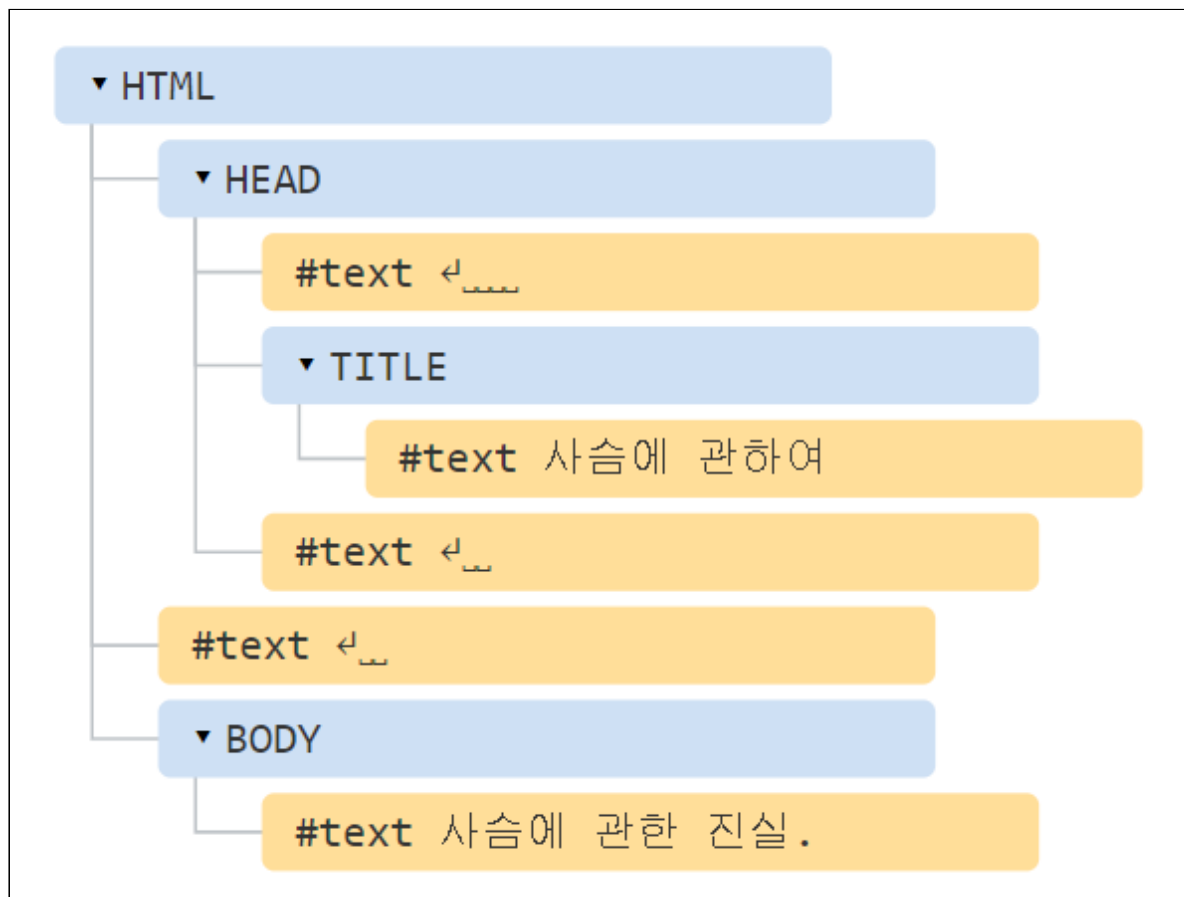 ▾ HTML
▾ HEAD
#text ↵␣␣␣␣
▾ TITLE
#text 사슴에 관하여
#text ↵␣␣
#text ↵␣␣
▾ BODY
#text 사슴에 관한 진실.